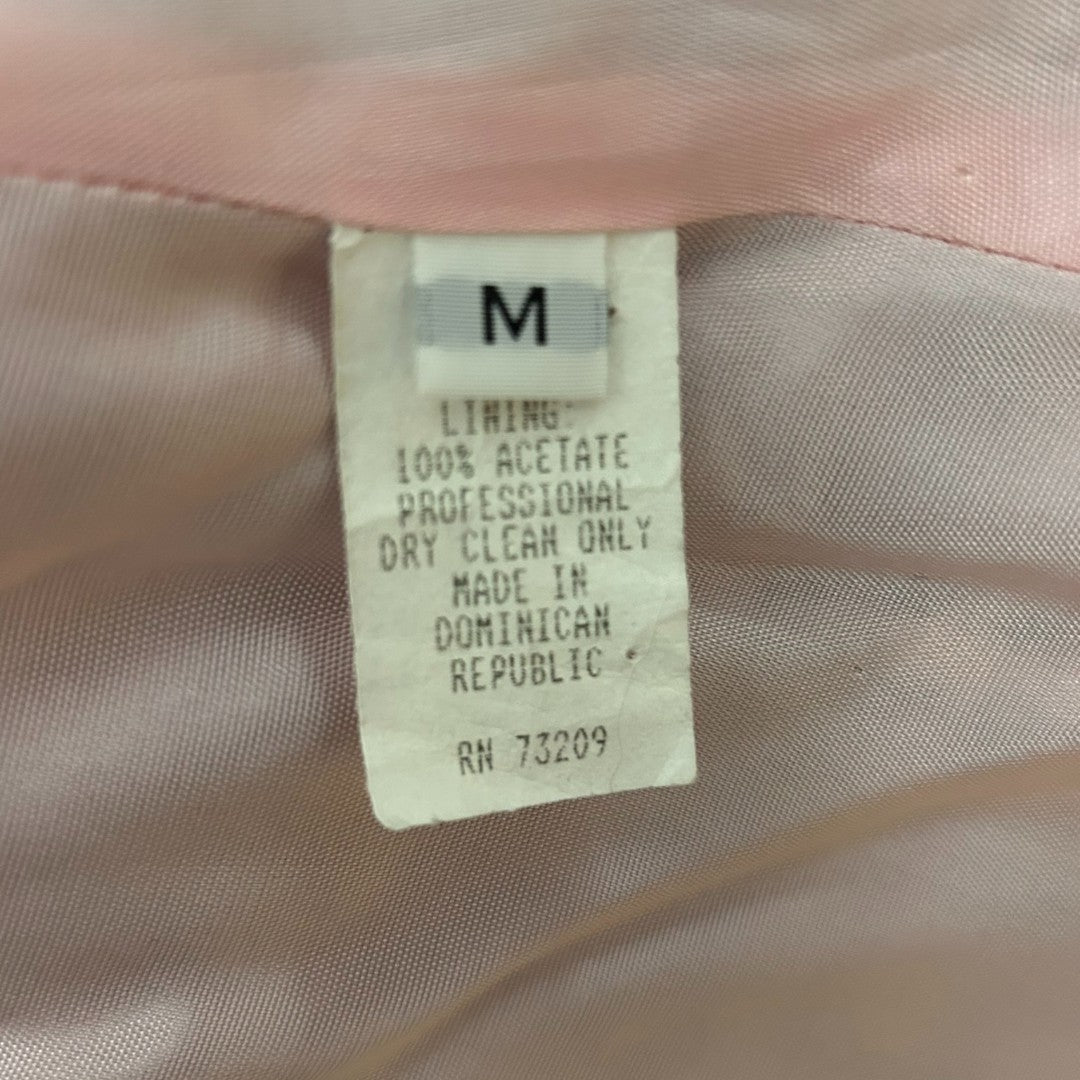 M
LINING:
100% ACETATE
PROFESSIONAL
DRY CLEAN ONLY
MADE IN
DOMINICAN
REPUBLIC
RN 73209